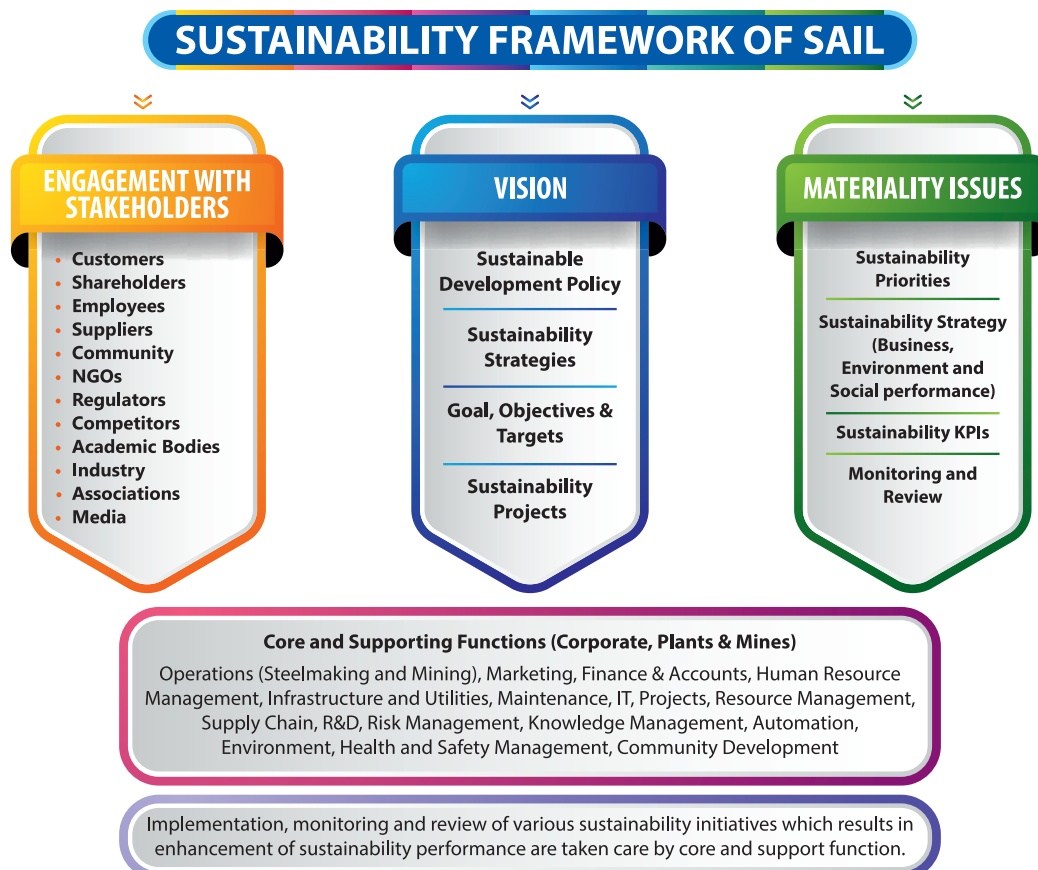 SUSTAINABILITY FRAMEWORK OF SAIL
ENGAGEMENT WITH
STAKEHOLDERS
• Customers
• Shareholders
• Employees
• Suppliers
• Community
• NGOs
• Regulators
• Competitors
• Academic Bodies
• Industry
• Associations
• Media
VISION
Sustainable
Development Policy
Sustainability
Strategies
Goal, Objectives &
Targets
Sustainability
Projects
MATERIALITY ISSUES
Sustainability
Priorities
Sustainability Strategy
(Business,
Environment and
Social performance)
Sustainability KPIs
Monitoring and
Review
Core and Supporting Functions (Corporate, Plants & Mines)
Operations (Steelmaking and Mining), Marketing, Finance & Accounts, Human Resource
Management, Infrastructure and Utilities, Maintenance, IT, Projects, Resource Management,
Supply Chain, R&D, Risk Management, Knowledge Management, Automation,
Environment, Health and Safety Management, Community Development
Implementation, monitoring and review of various sustainability initiatives which results in
enhancement of sustainability performance are taken care by core and support function.